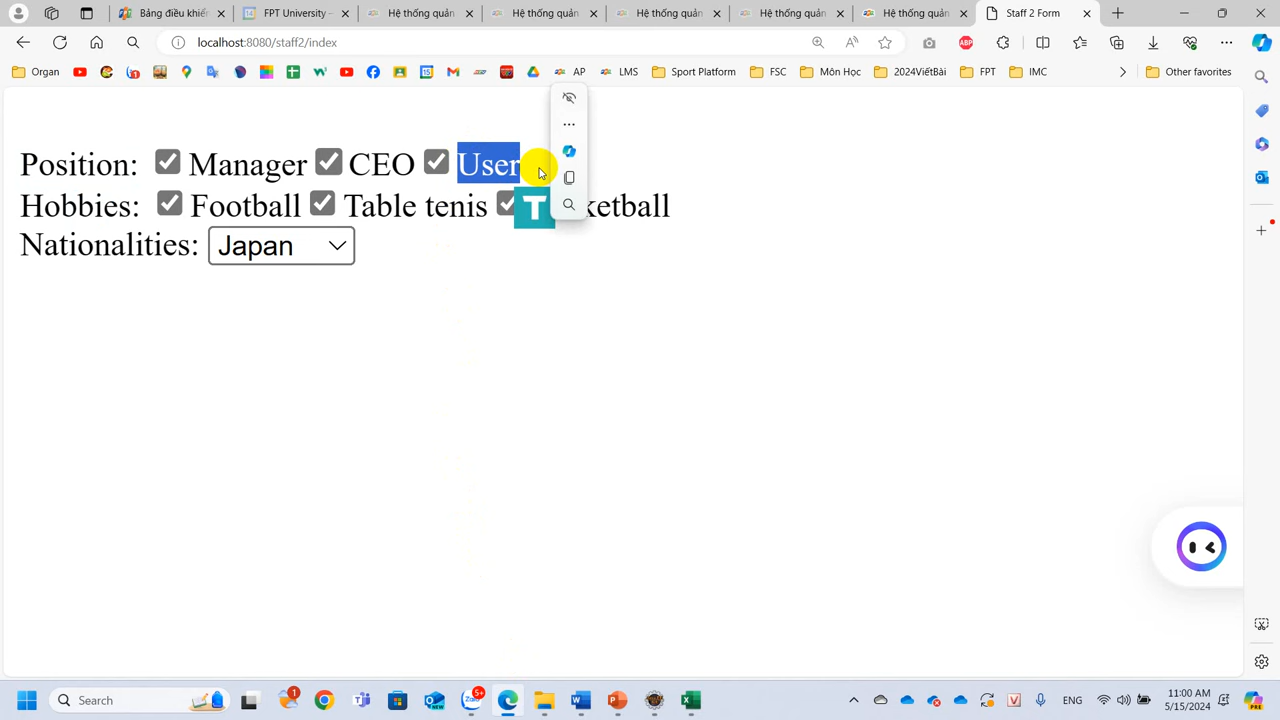 Bảng điều khiển
FPT University –
Hệ thống quản
Hệ thống quản
Hệ thống quản
Hệ thống quản
Hệ thống quản
Staff 2 Form
localhost:8080/staff2/index
Organ
AP
LMS
Sport Platform
FSC
Môn Học
2024ViếtBài
FPT
IMC
Other favorites
Position: Manager CEO User
Hobbies: Football Table tenis ketball
Nationalities: Japan
Search
ENG
11:00 AM
5/15/2024